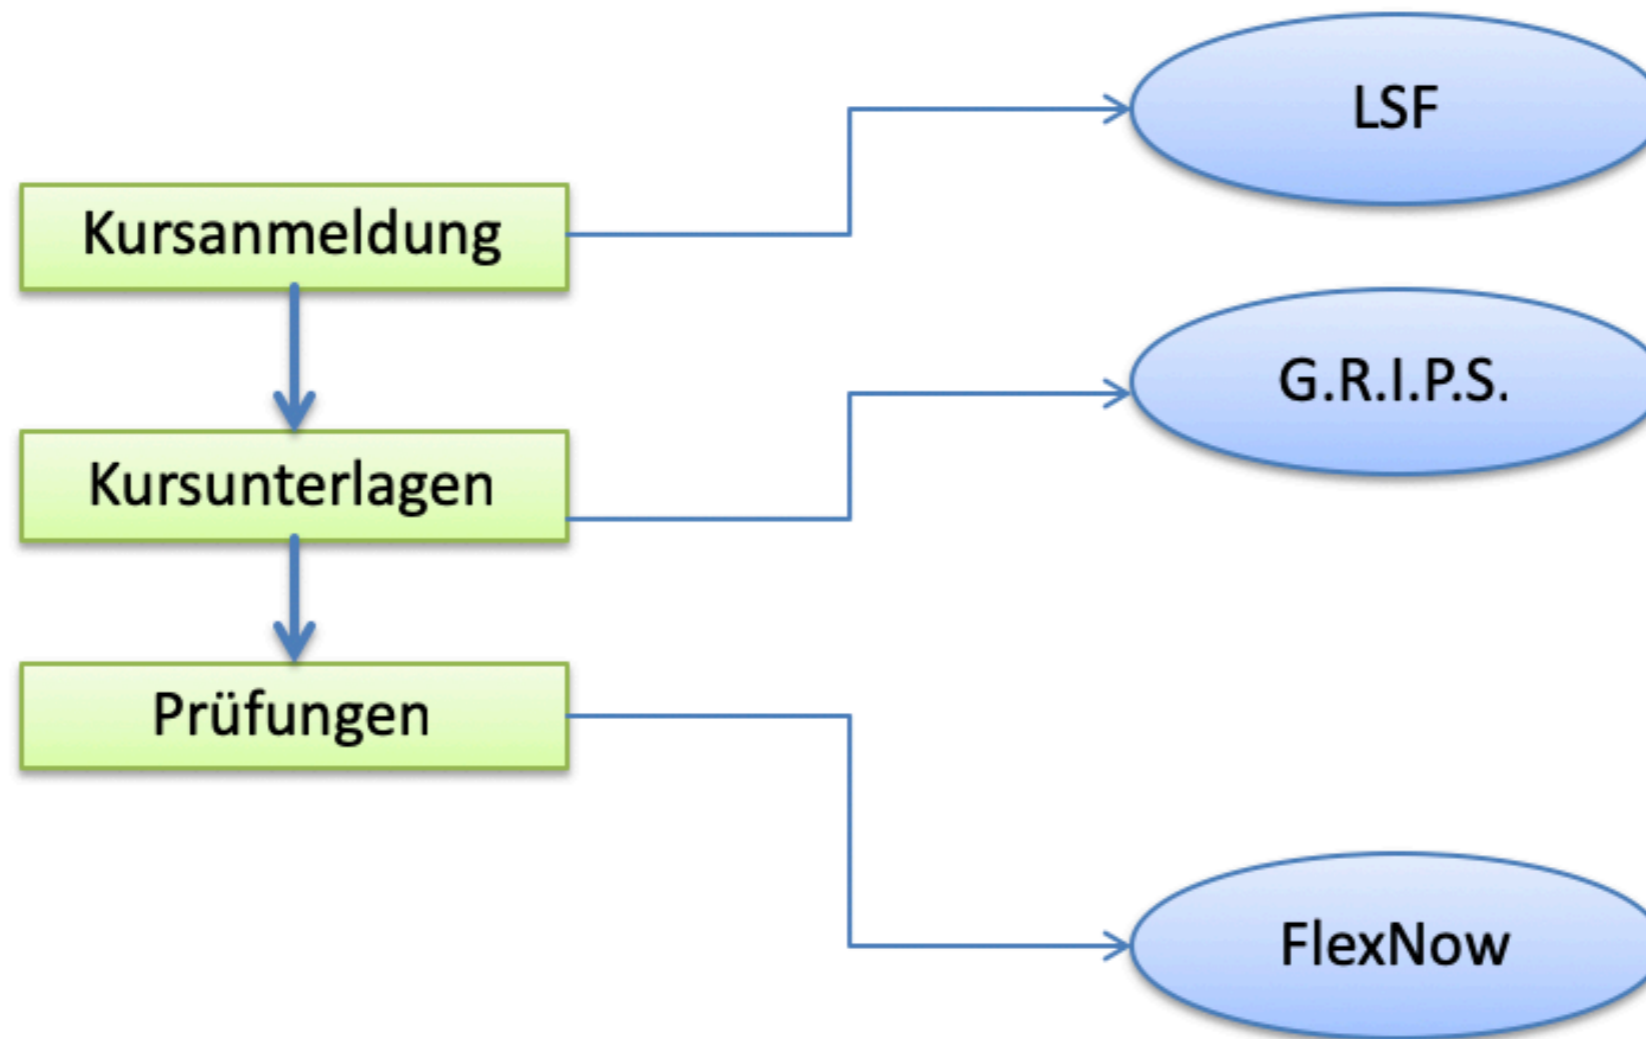 LSF
Kursanmeldung
G.R.I.P.S.
Kursunterlagen
Prüfungen
FlexNow